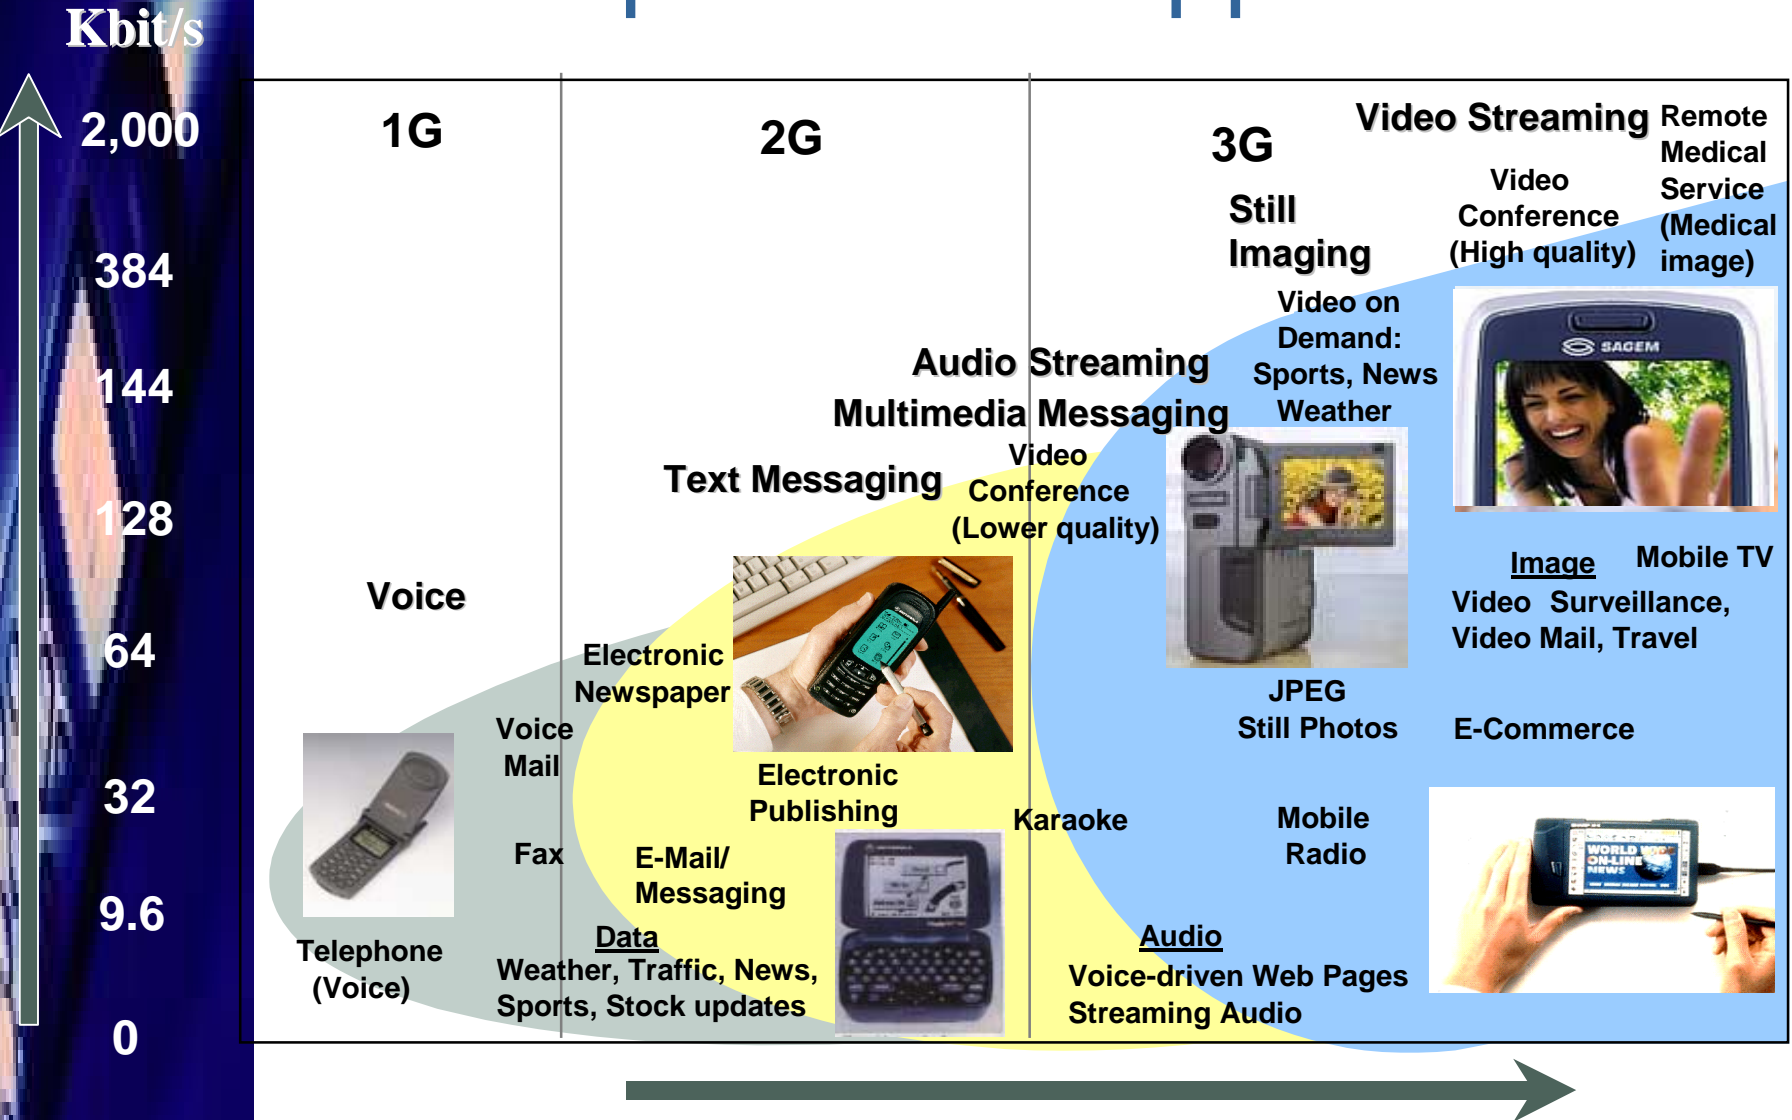 Kbit/s
2,000
384
144
128
64
32
9.6
0
1G
2G
3G
Video Streaming
Remote
Medical
Service
(Medical
image)
Video
Conference
(High quality)
Still
Imaging
Video on
Demand:
Sports, News
Weather
SAGEM
Audio Streaming
Multimedia Messaging
Video
Conference
(Lower quality)
Text Messaging
Voice
Electronic
Newspaper
Voice
Mail
Fax
Telephone
(Voice)
Electronic
Publishing
E-Mail/
Messaging
Data
Weather, Traffic, News,
Sports, Stock updates
Karaoke
Image
Mobile TV
Video Surveillance,
Video Mail, Travel
JPEG
Still Photos
E-Commerce
Mobile
Radio
WORLD WIDE
ON-LINE
NEWS
Audio
Voice-driven Web Pages
Streaming Audio